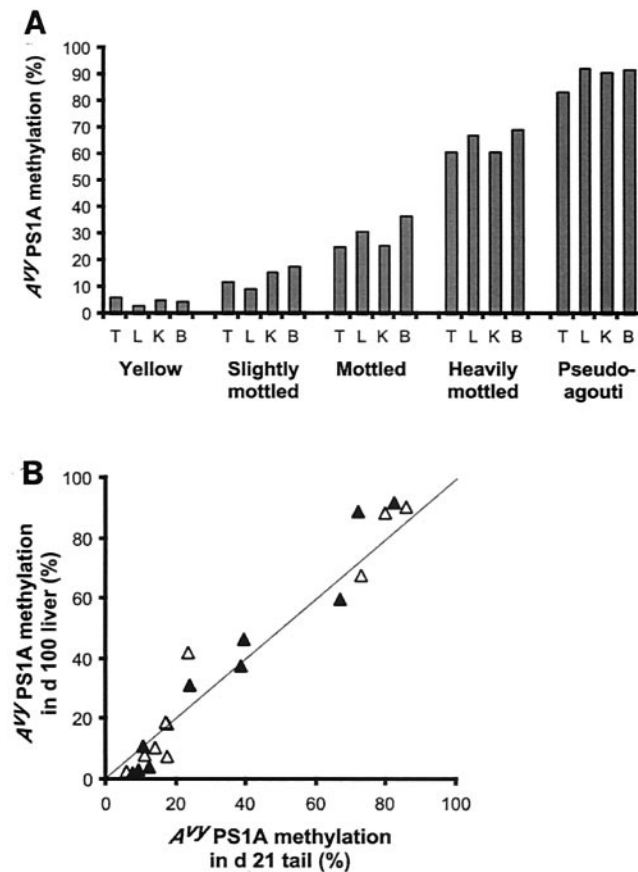 A
A^vy PS1A methylation (%)
100
90
80
70
60
50
40
30
20
10
0
T L K B T L K B T L K B T L K B T L K B
Yellow Slightly mottled Mottled Heavily mottled Pseudo-agouti
B
A^vy PS1A methylation
in d 100 liver (%)
100
80
60
40
20
0
0 20 40 60 80 100
A^vy PS1A methylation
in d 21 tail (%)